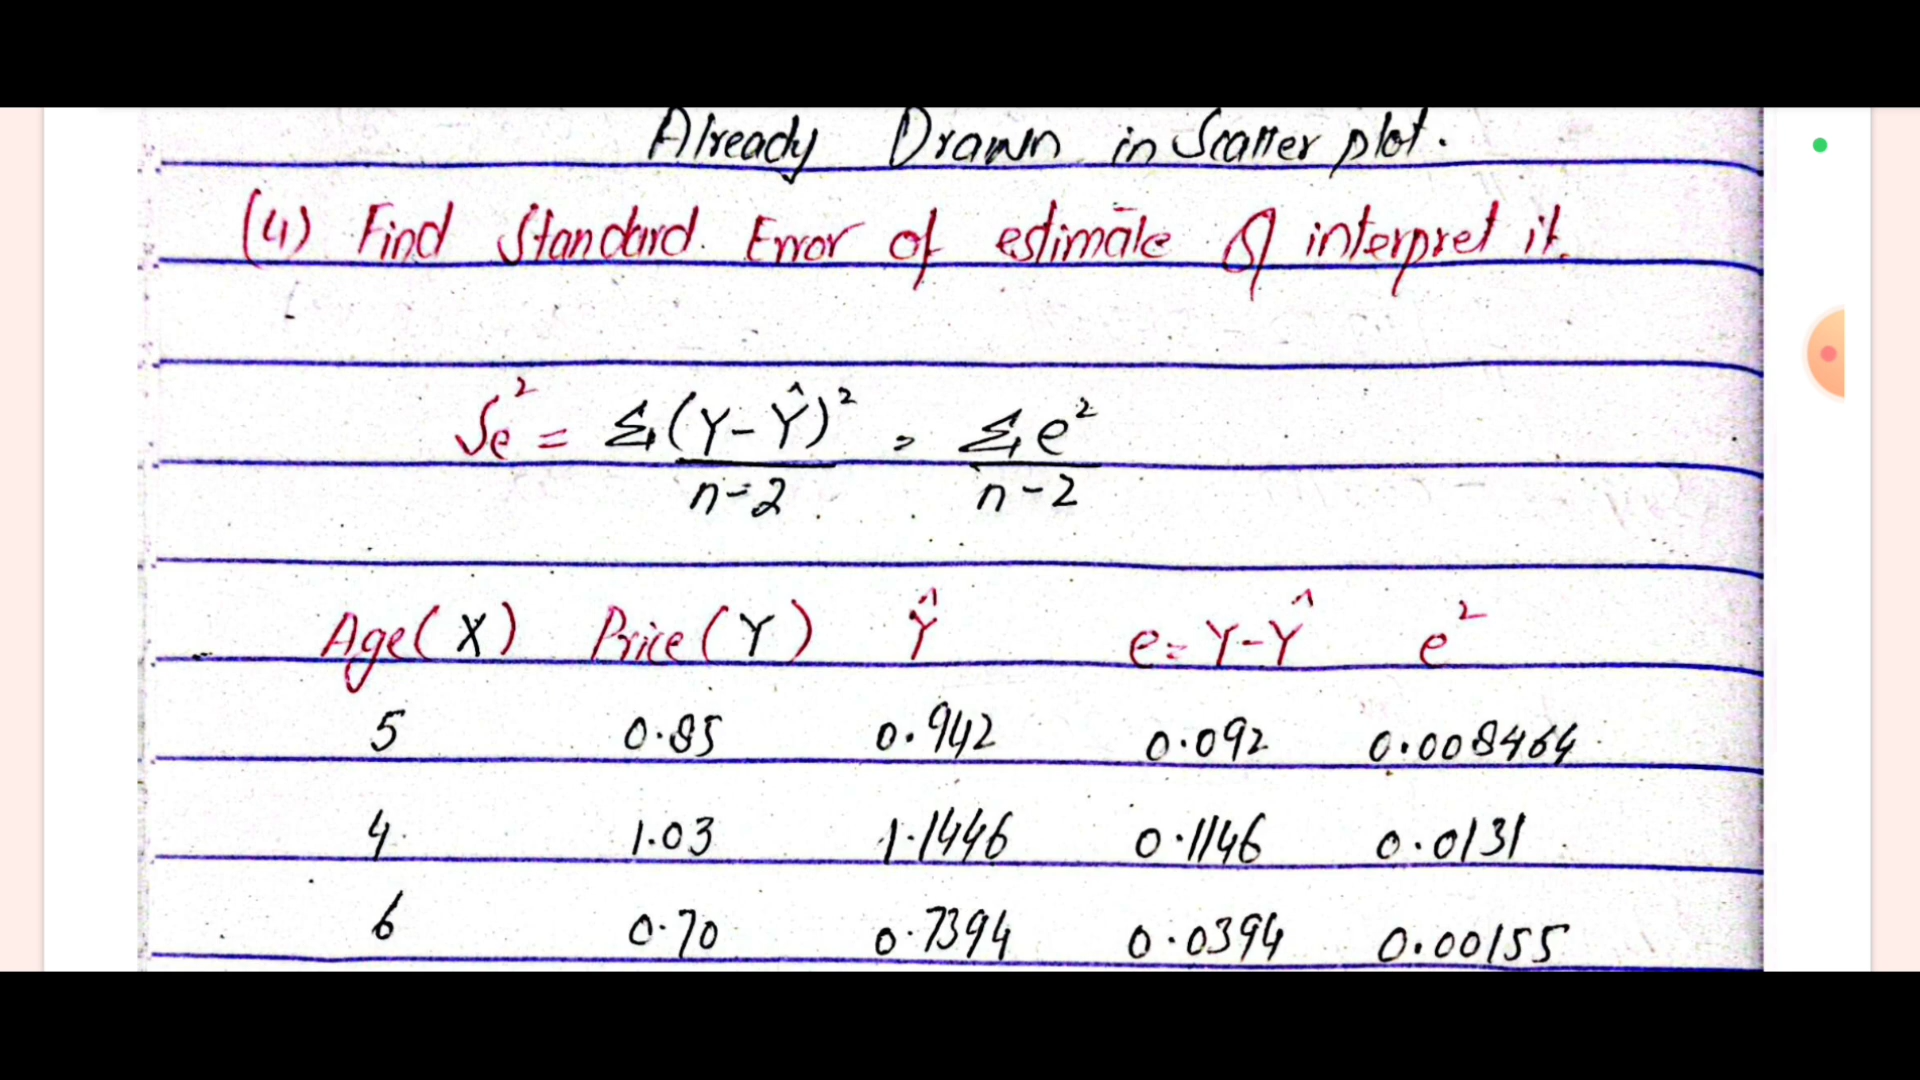 Already Drawn in Scatter plot.
(4) Find Standard Error of estimate & interpret it.
Se² = Σ(Y-Ŷ)² = Σe²
n-2 n-2
Age(X) Price(Y) Ŷ e=Y-Ŷ e²
5 0.85 0.942 0.092 0.008464
4 1.03 1.1446 0.1146 0.0131
6 0.70 0.7394 0.0394 0.00155